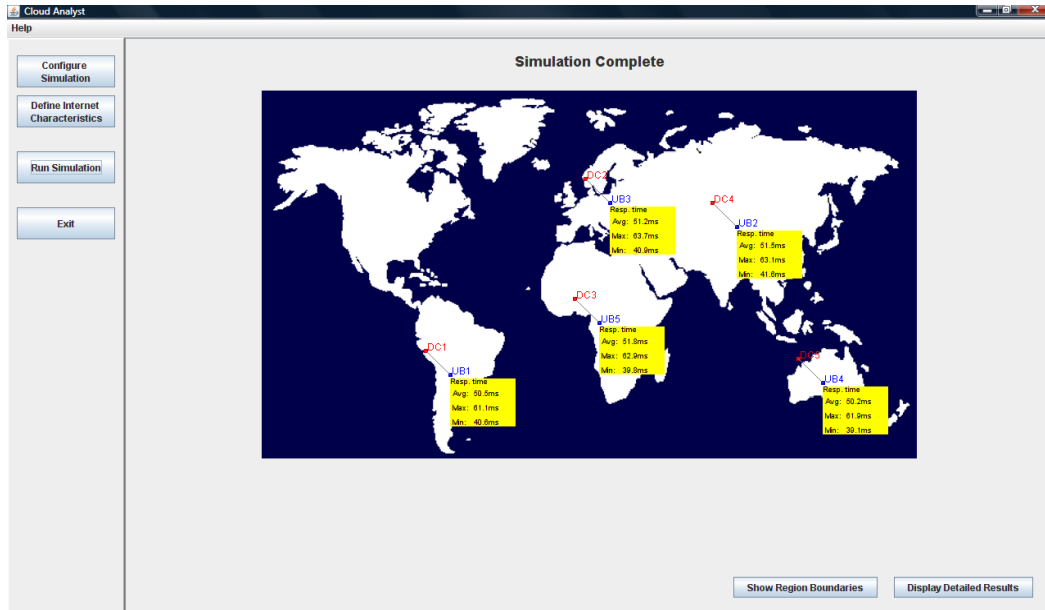 Cloud Analyst
Help
Configure
Simulation
Define Internet
Characteristics
Run Simulation
Exit
Simulation Complete
DC2
UB3
Resp. time
Avg: 51.2ms
Max: 63.7ms
Min: 40.9ms
DC4
UB2
Resp. time
Avg: 51.5ms
Max: 63.1ms
Min: 41.6ms
DC3
UB5
Resp. time
Avg: 51.8ms
Max: 62.9ms
Min: 39.8ms
DC1
UB1
Resp. time
Avg: 50.5ms
Max: 61.1ms
Min: 40.6ms
DC5
UB4
Resp. time
Avg: 50.2ms
Max: 61.9ms
Min: 39.1ms
Show Region Boundaries
Display Detailed Results